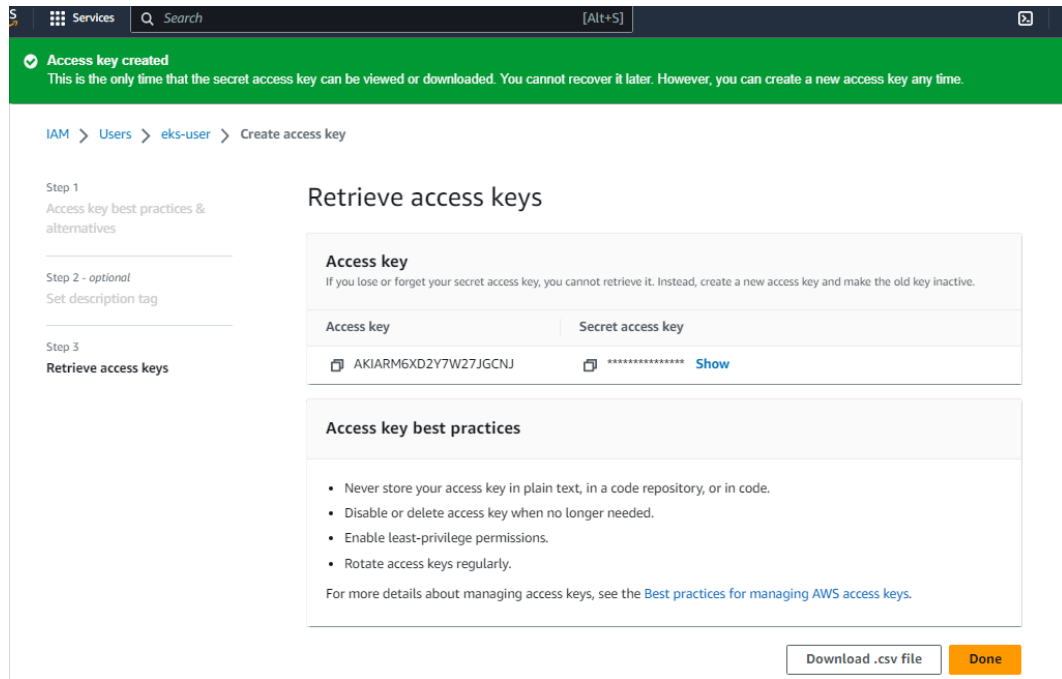 Services
Search
[Alt+S]
Access key created
This is the only time that the secret access key can be viewed or downloaded. You cannot recover it later. However, you can create a new access key any time.
IAM > Users > eks-user > Create access key
Step 1
Access key best practices &
alternatives
Step 2 - optional
Set description tag
Step 3
Retrieve access keys
Retrieve access keys
Access key
If you lose or forget your secret access key, you cannot retrieve it. Instead, create a new access key and make the old key inactive.
Access key
Secret access key
AKIARM6XD2Y7W27JGCNJ
*************** Show
Access key best practices
• Never store your access key in plain text, in a code repository, or in code.
• Disable or delete access key when no longer needed.
• Enable least-privilege permissions.
• Rotate access keys regularly.
For more details about managing access keys, see the Best practices for managing AWS access keys.
Download .csv file
Done